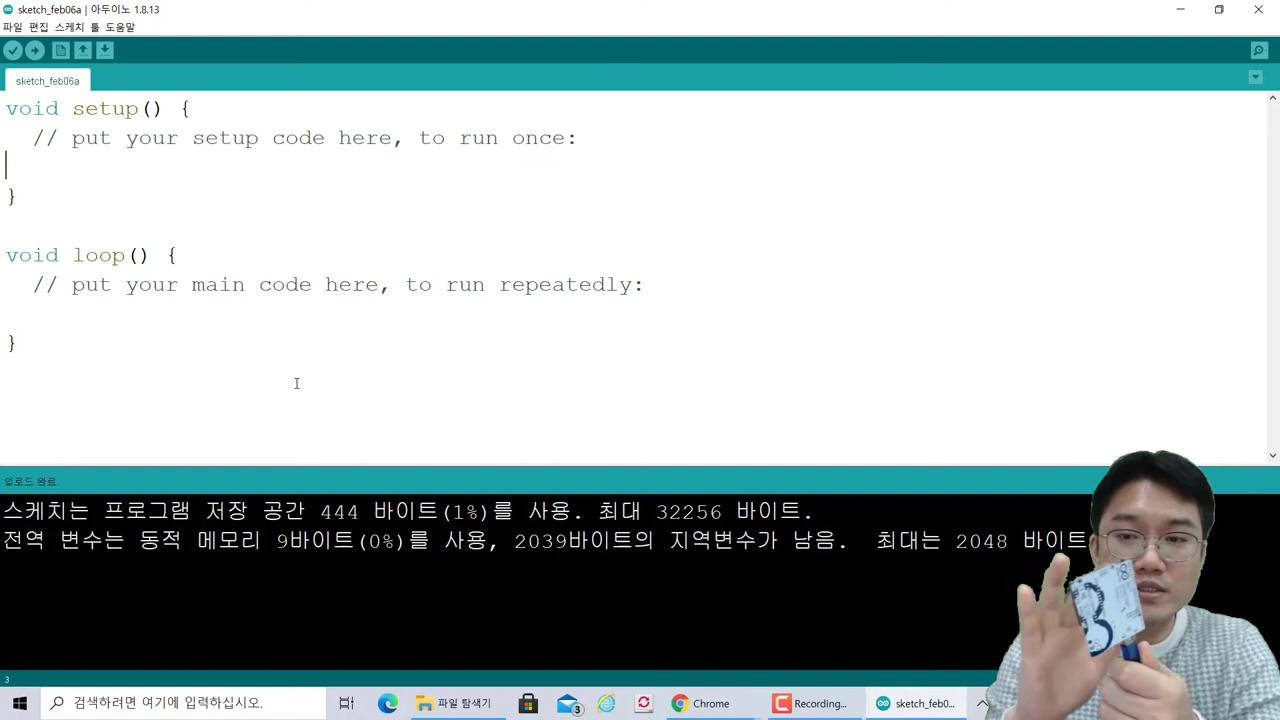 sketch_feb06a | 아두이노 1.8.13
파일 편집 스케치 툴 도움말
sketch_feb06a
void setup() {
// put your setup code here, to run once:
}
void loop() {
// put your main code here, to run repeatedly:
}
업로드 완료.
스케치는 프로그램 저장 공간 444 바이트(1%)를 사용. 최대 32256 바이트.
전역 변수는 동적 메모리 9바이트(0%)를 사용, 2039바이트의 지역변수가 남음. 최대는 2048 바이트
3
검색하려면 여기에 입력하십시오.
파일 탐색기
3
Chrome
Recording...
sketch_feb0...